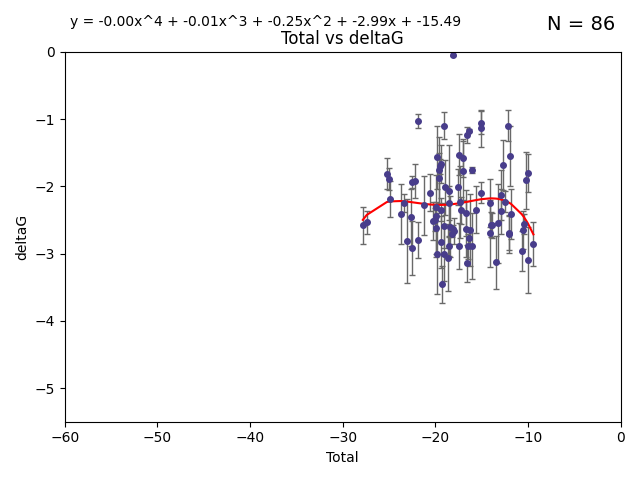 y = -0.00x^4 + -0.01x^3 + -0.25x^2 + -2.99x + -15.49
N = 86
Total vs deltaG
0
−1
−2
−3
−4
−5
deltaG
−60 −50 −40 −30 −20 −10 0
Total